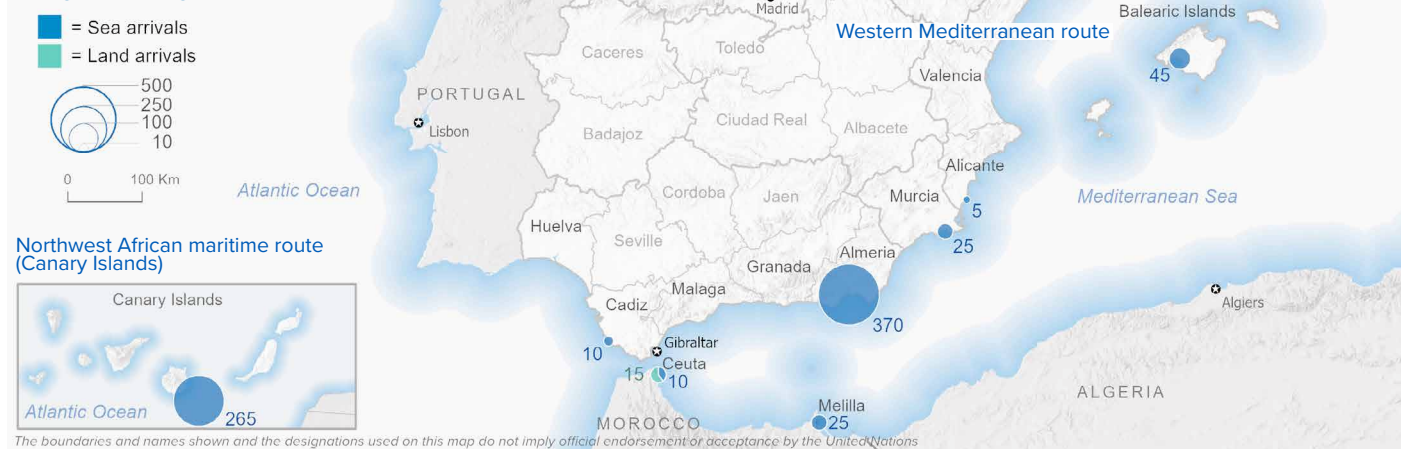 = Sea arrivals
= Land arrivals
500
250
100
10
0 100 Km
Madrid
Western Mediterranean route
Balearic Islands
45
Caceres
Toledo
Valencia
PORTUGAL
Lisbon
Badajoz
Ciudad Real
Albacete
Alicante
Atlantic Ocean
Cordoba
Jaen
Murcia
5
Mediterranean Sea
Huelva
Seville
25
Almeria
Granada
Malaga
370
Cadiz
Algiers
Northwest African maritime route
(Canary Islands)
Canary Islands
Atlantic Ocean
265
10
Gibraltar
Ceuta
15
10
ALGERIA
Melilla
25
MOROCCO
The boundaries and names shown and the designations used on this map do not imply official endorsement or acceptance by the United Nations